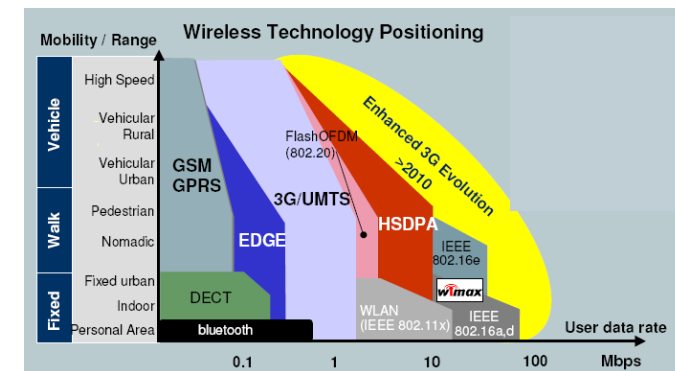 Wireless Technology Positioning
Mobility / Range
Vehicle
High Speed
Vehicular
Rural
Vehicular
Urban
Walk
Pedestrian
Nomadic
Fixed
Fixed urban
Indoor
Personal Area
GSM
GPRS
EDGE
DECT
bluetooth
3G/UMTS
FlashOFDM
(802.20)
HSDPA
Enhanced 3G Evolution
>2010
IEEE
802.16e
wimax
WLAN
(IEEE 802.11x)
IEEE
802.16a,d
User data rate
0.1
1
10
100
Mbps